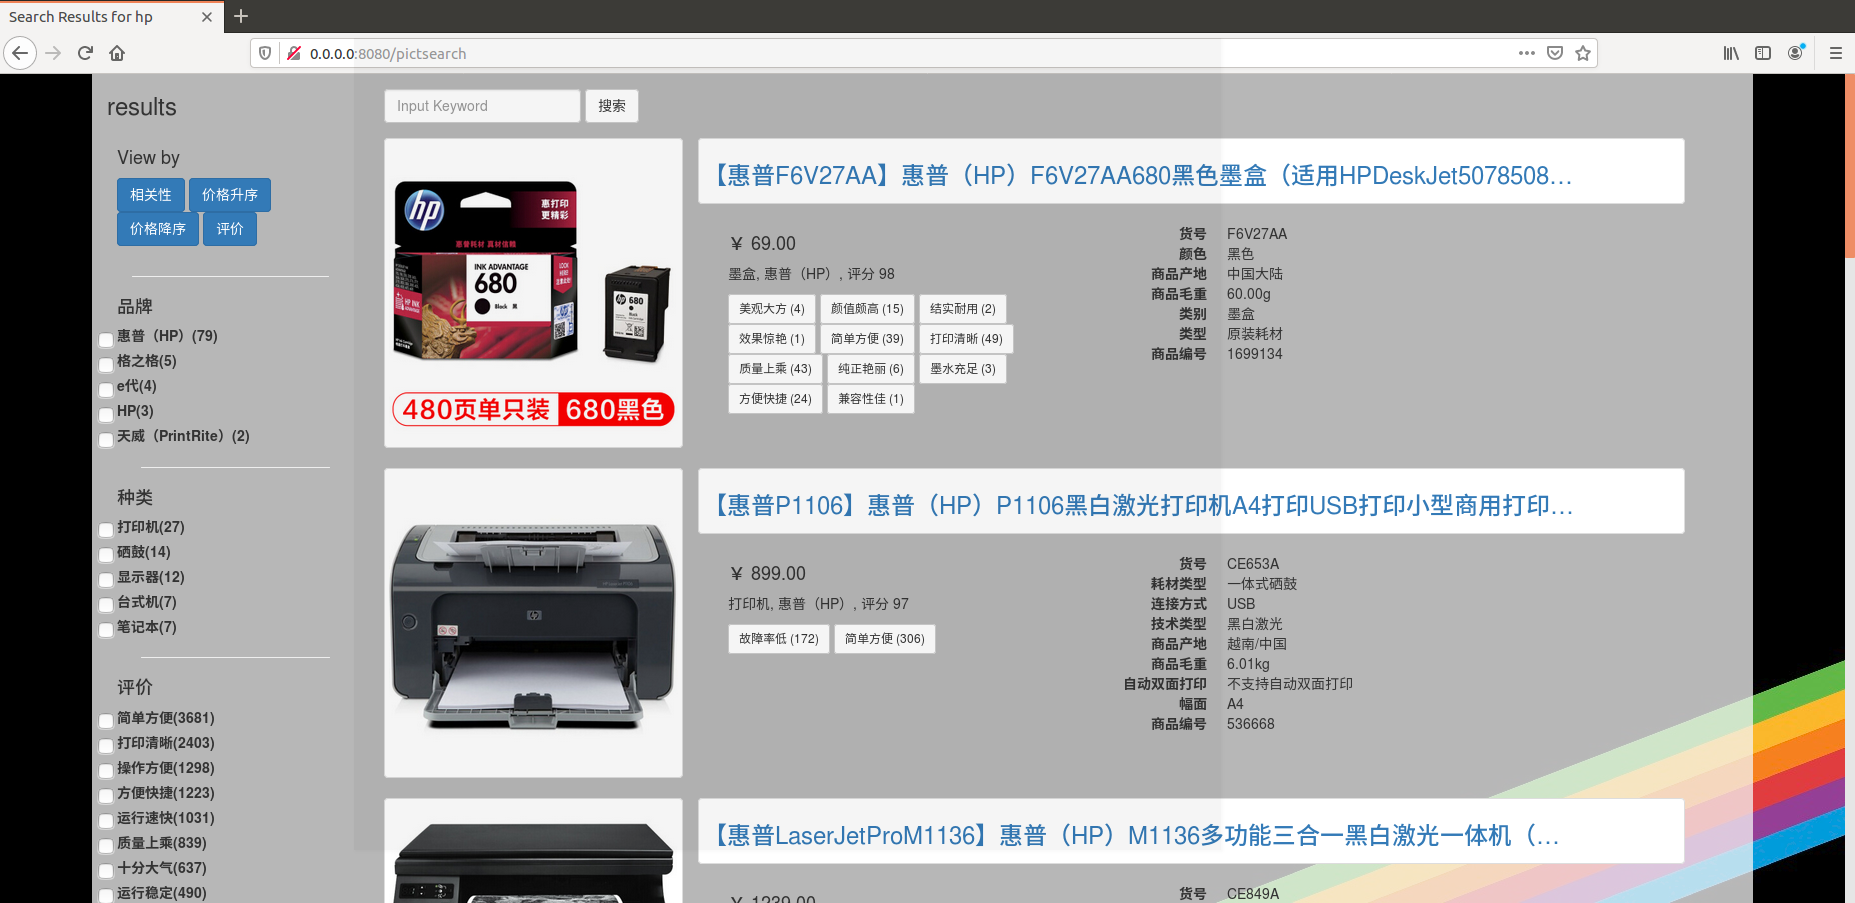 Search Results for hp
0.0.0.0:8080/pictsearch
results
View by
相关性 价格升序
价格降序 评价
品牌
惠普（HP）(79)
格之格(5)
e代(4)
HP(3)
天威（PrintRite）(2)
种类
打印机(27)
硒鼓(14)
显示器(12)
台式机(7)
笔记本(7)
评价
简单方便(3681)
打印清晰(2403)
操作方便(1298)
方便快捷(1223)
运行速快(1031)
质量上乘(839)
十分大气(637)
运行稳定(490)
Input Keyword 搜索
hp
惠打印
更精彩
惠普耗材 真材信赖
INK ADVANTAGE
680
Black 黑
hp 680
480页单只装 680黑色
【惠普F6V27AA】惠普（HP）F6V27AA680黑色墨盒（适用HPDeskJet5078508…
￥ 69.00
墨盒, 惠普（HP）, 评分 98
美观大方 (4) 颜值颇高 (15) 结实耐用 (2)
效果惊艳 (1) 简单方便 (39) 打印清晰 (49)
质量上乘 (43) 纯正艳丽 (6) 墨水充足 (3)
方便快捷 (24) 兼容性佳 (1)
货号 F6V27AA
颜色 黑色
商品产地 中国大陆
商品毛重 60.00g
类别 墨盒
类型 原装耗材
商品编号 1699134
【惠普P1106】惠普（HP）P1106黑白激光打印机A4打印USB打印小型商用打印…
￥ 899.00
打印机, 惠普（HP）, 评分 97
故障率低 (172) 简单方便 (306)
货号 CE653A
耗材类型 一体式硒鼓
连接方式 USB
技术类型 黑白激光
商品产地 越南/中国
商品毛重 6.01kg
自动双面打印 不支持自动双面打印
幅面 A4
商品编号 536668
【惠普LaserJetProM1136】惠普（HP）M1136多功能三合一黑白激光一体机（…
￥ 1239.00
货号 CE849A